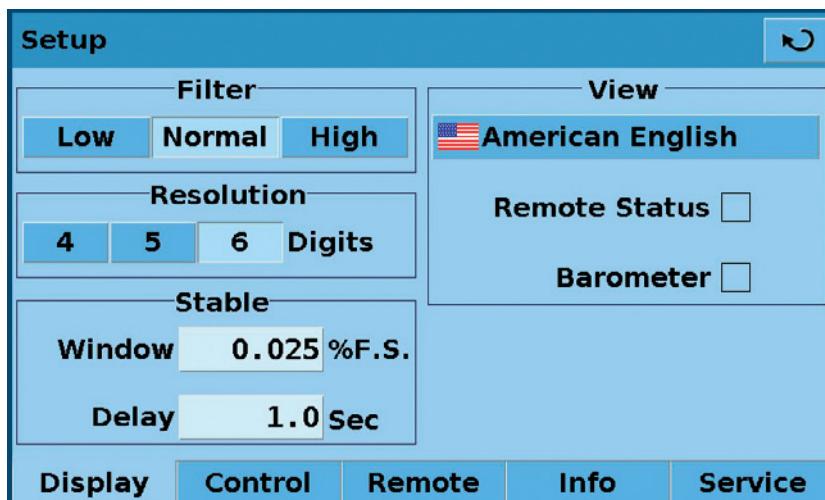 Setup
Filter
Low Normal High
Resolution
4 5 6 Digits
Stable
Window 0.025 %F.S.
Delay 1.0 Sec
View
American English
Remote Status
Barometer
Display Control Remote Info Service